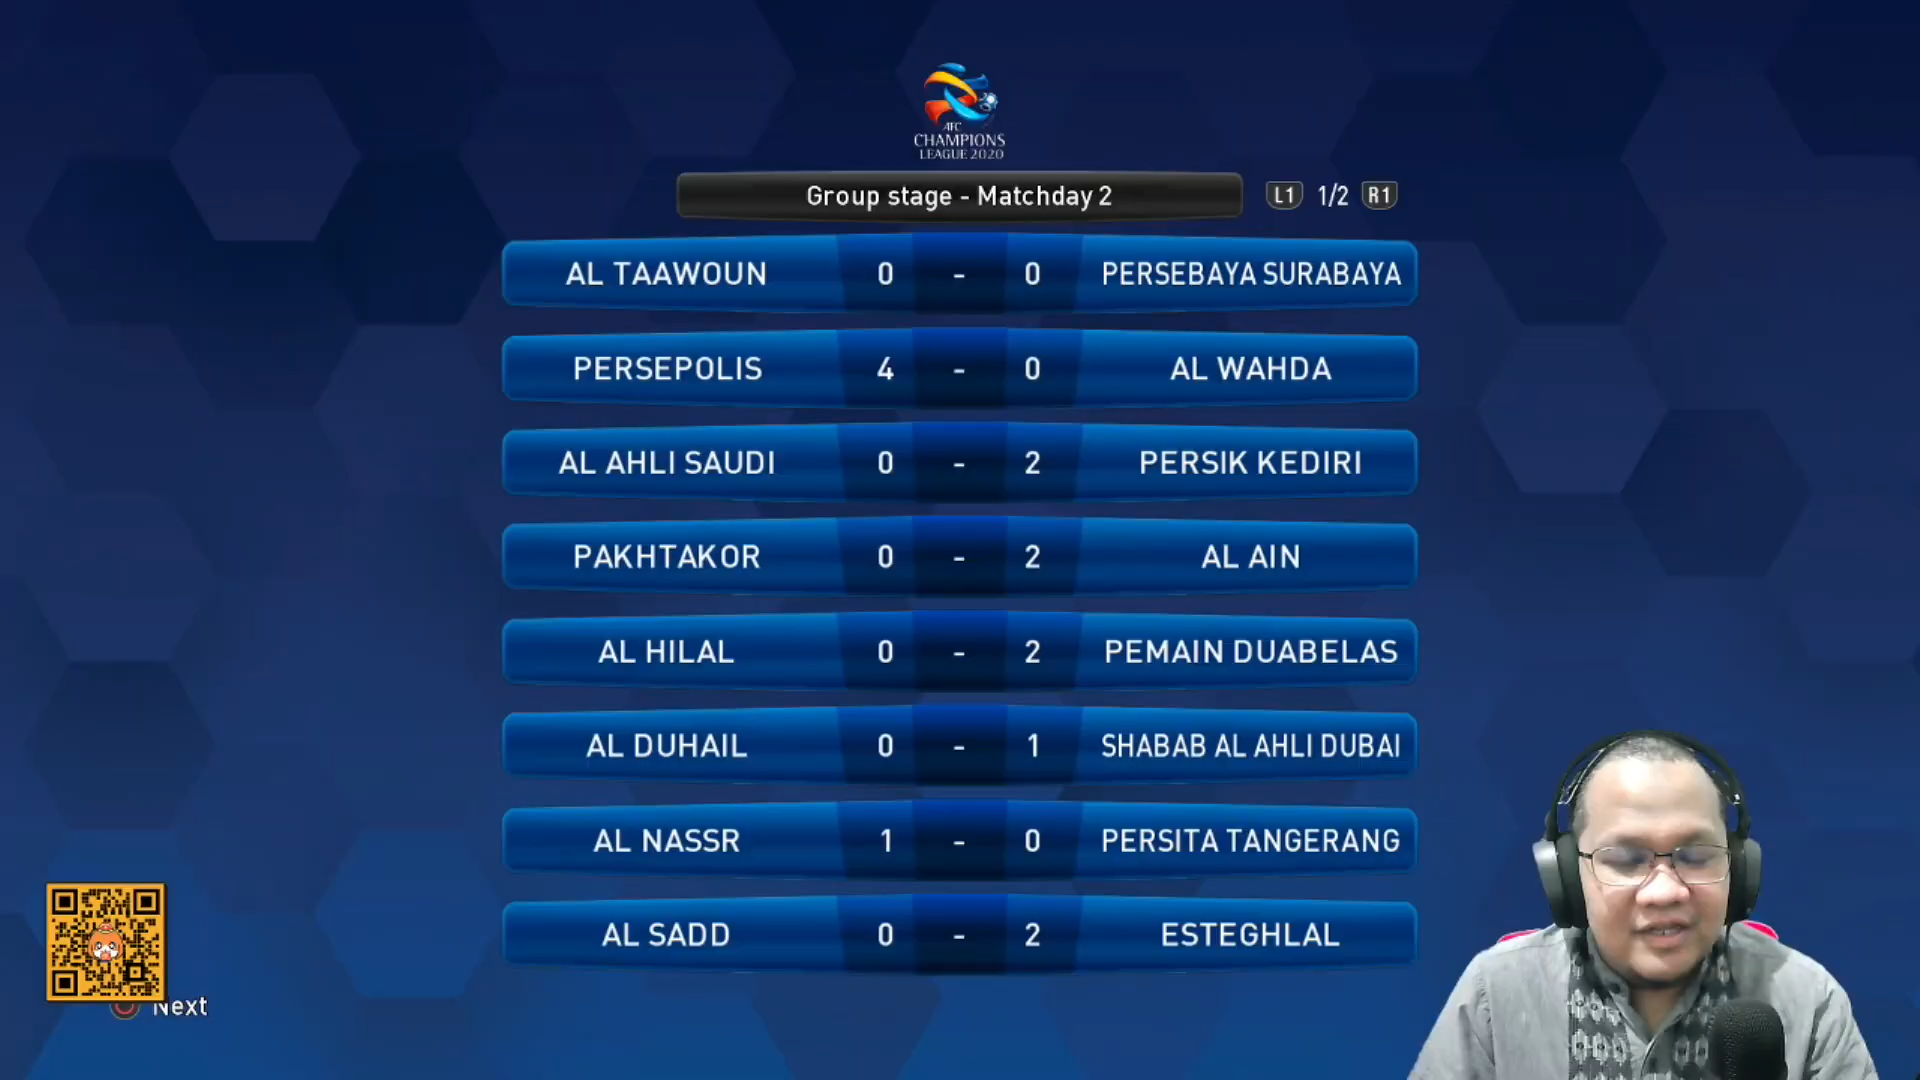 AFC
CHAMPIONS
LEAGUE 2020
Group stage - Matchday 2 L1 1/2 R1
AL TAAWOUN 0 - 0 PERSEBAYA SURABAYA
PERSEPOLIS 4 - 0 AL WAHDA
AL AHLI SAUDI 0 - 2 PERSIK KEDIRI
PAKHTAKOR 0 - 2 AL AIN
AL HILAL 0 - 2 PEMAIN DUABELAS
AL DUHAIL 0 - 1 SHABAB AL AHLI DUBAI
AL NASSR 1 - 0 PERSITA TANGERANG
AL SADD 0 - 2 ESTEGHLAL
Next